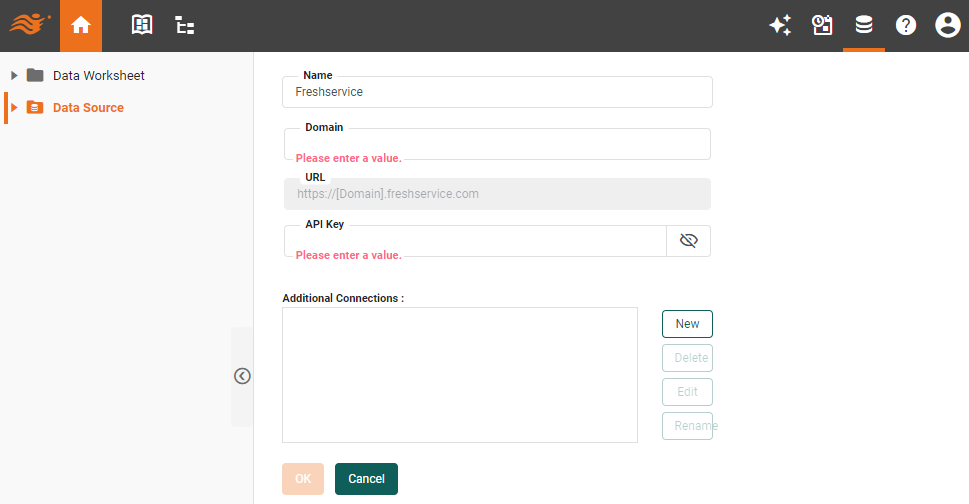 Data Worksheet
Data Source
Name
Freshservice
Domain
Please enter a value.
URL
https://[Domain].freshservice.com
API Key
Please enter a value.
Additional Connections :
New
Delete
Edit
Rename
OK
Cancel